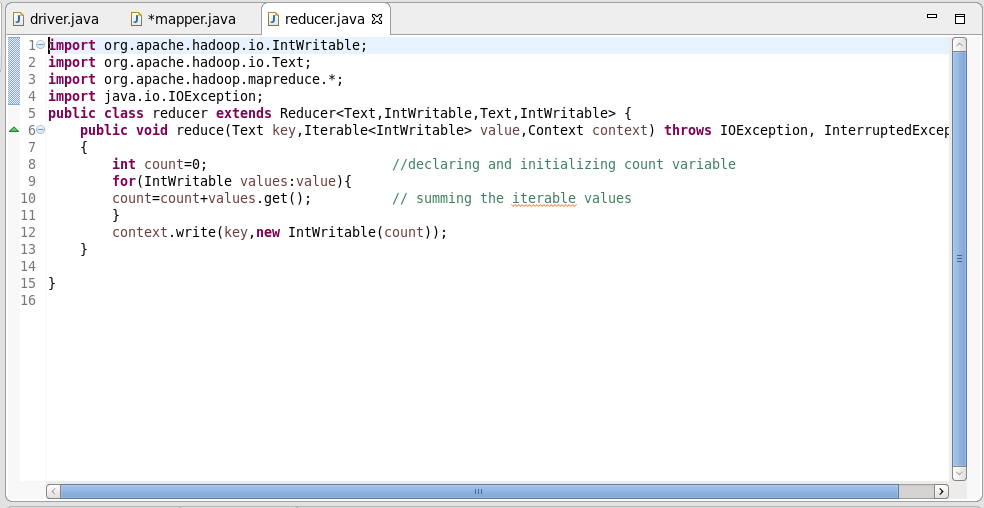 driver.java *mapper.java reducer.java
1 import org.apache.hadoop.io.IntWritable;
2 import org.apache.hadoop.io.Text;
3 import org.apache.hadoop.mapreduce.*;
4 import java.io.IOException;
5 public class reducer extends Reducer<Text,IntWritable,Text,IntWritable> {
6 public void reduce(Text key,Iterable<IntWritable> value,Context context) throws IOException, InterruptedExcep
7 {
8 int count=0; //declaring and initializing count variable
9 for(IntWritable values:value){
10 count=count+values.get(); // summing the iterable values
11 }
12 context.write(key,new IntWritable(count));
13 }
14
15 }
16